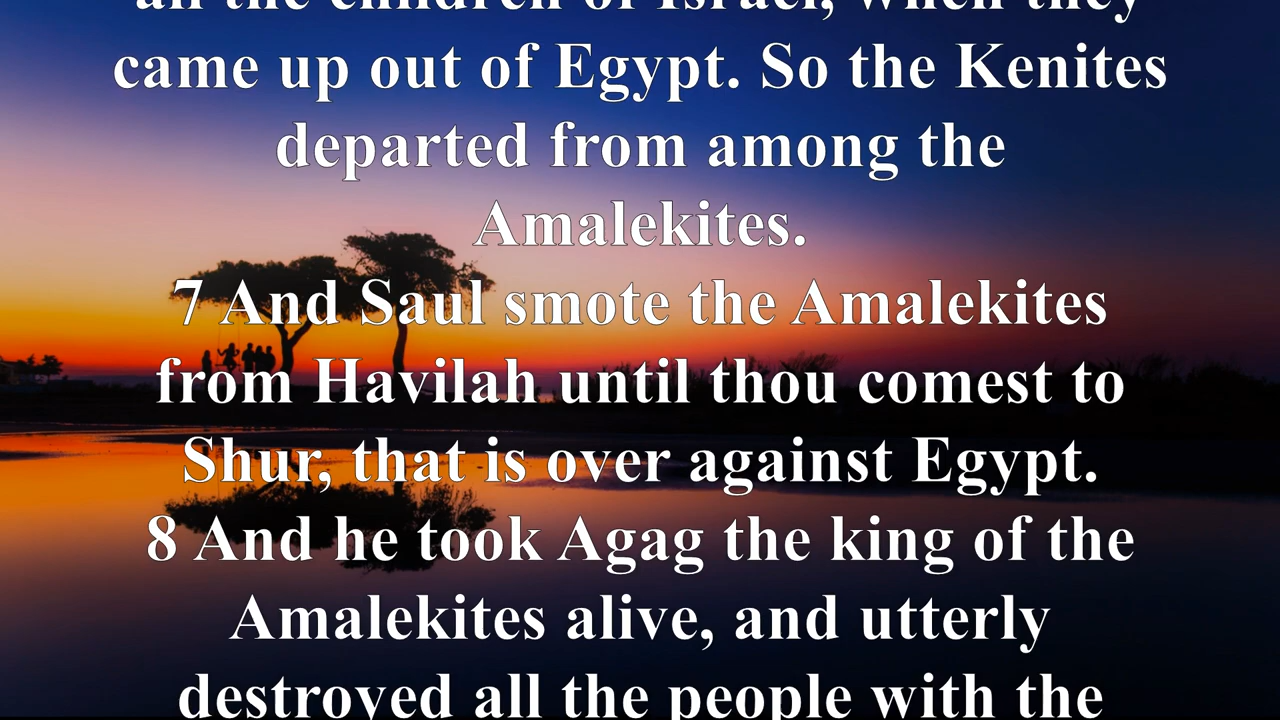 all the children of Israel, when they
came up out of Egypt. So the Kenites
departed from among the
Amalekites.
7 And Saul smote the Amalekites
from Havilah until thou comest to
Shur, that is over against Egypt.
8 And he took Agag the king of the
Amalekites alive, and utterly
destroyed all the people with the